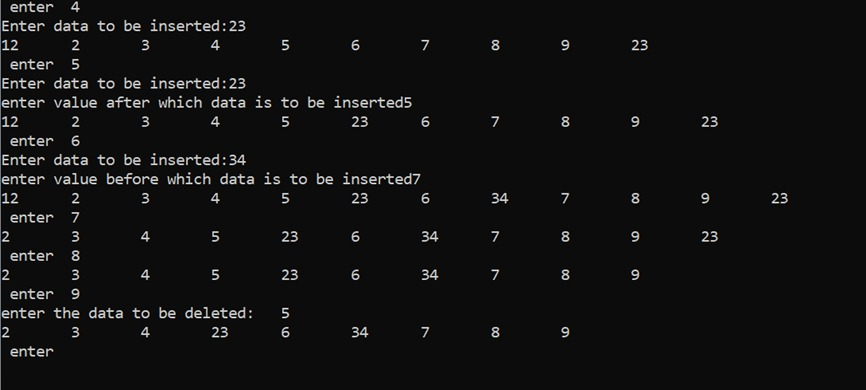 enter  4
Enter data to be inserted:23
12      2       3       4       5       6       7       8       9       23
 enter  5
Enter data to be inserted:23
enter value after which data is to be inserted5
12      2       3       4       5       23      6       7       8       9       23
 enter  6
Enter data to be inserted:34
enter value before which data is to be inserted7
12      2       3       4       5       23      6       34      7       8       9       23
 enter  7
2       3       4       5       23      6       34      7       8       9       23
 enter  8
2       3       4       5       23      6       34      7       8       9
 enter  9
enter the data to be deleted:   5
2       3       4       23      6       34      7       8       9
 enter